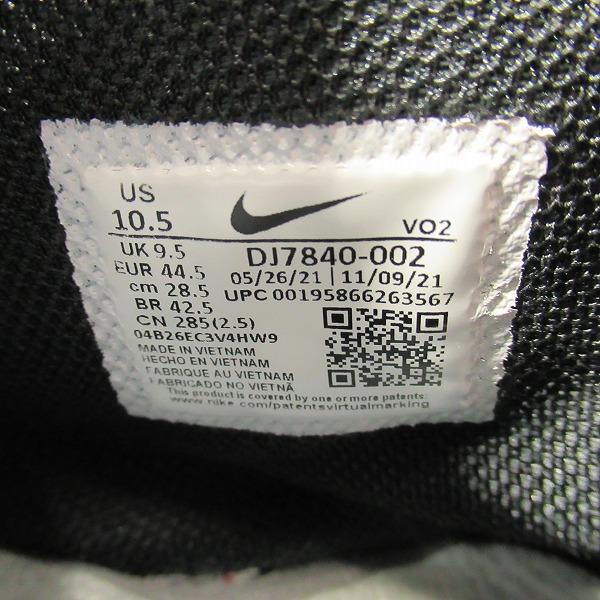 US
10.5
VO2
UK 9.5
DJ7840-002
EUR 44.5
05/26/21 | 11/09/21
cm 28.5
UPC 00195866263567
BR 42.5
CN 285(2.5)
04B26EC3V4HW9
MADE IN VIETNAM
HECHO EN VIETNAM
FABRIQUE AU VIETNAM
FABRICADO NO VIETNÃ
This product is covered by one or more patents:
www.nike.com/patentsvirtualmarking